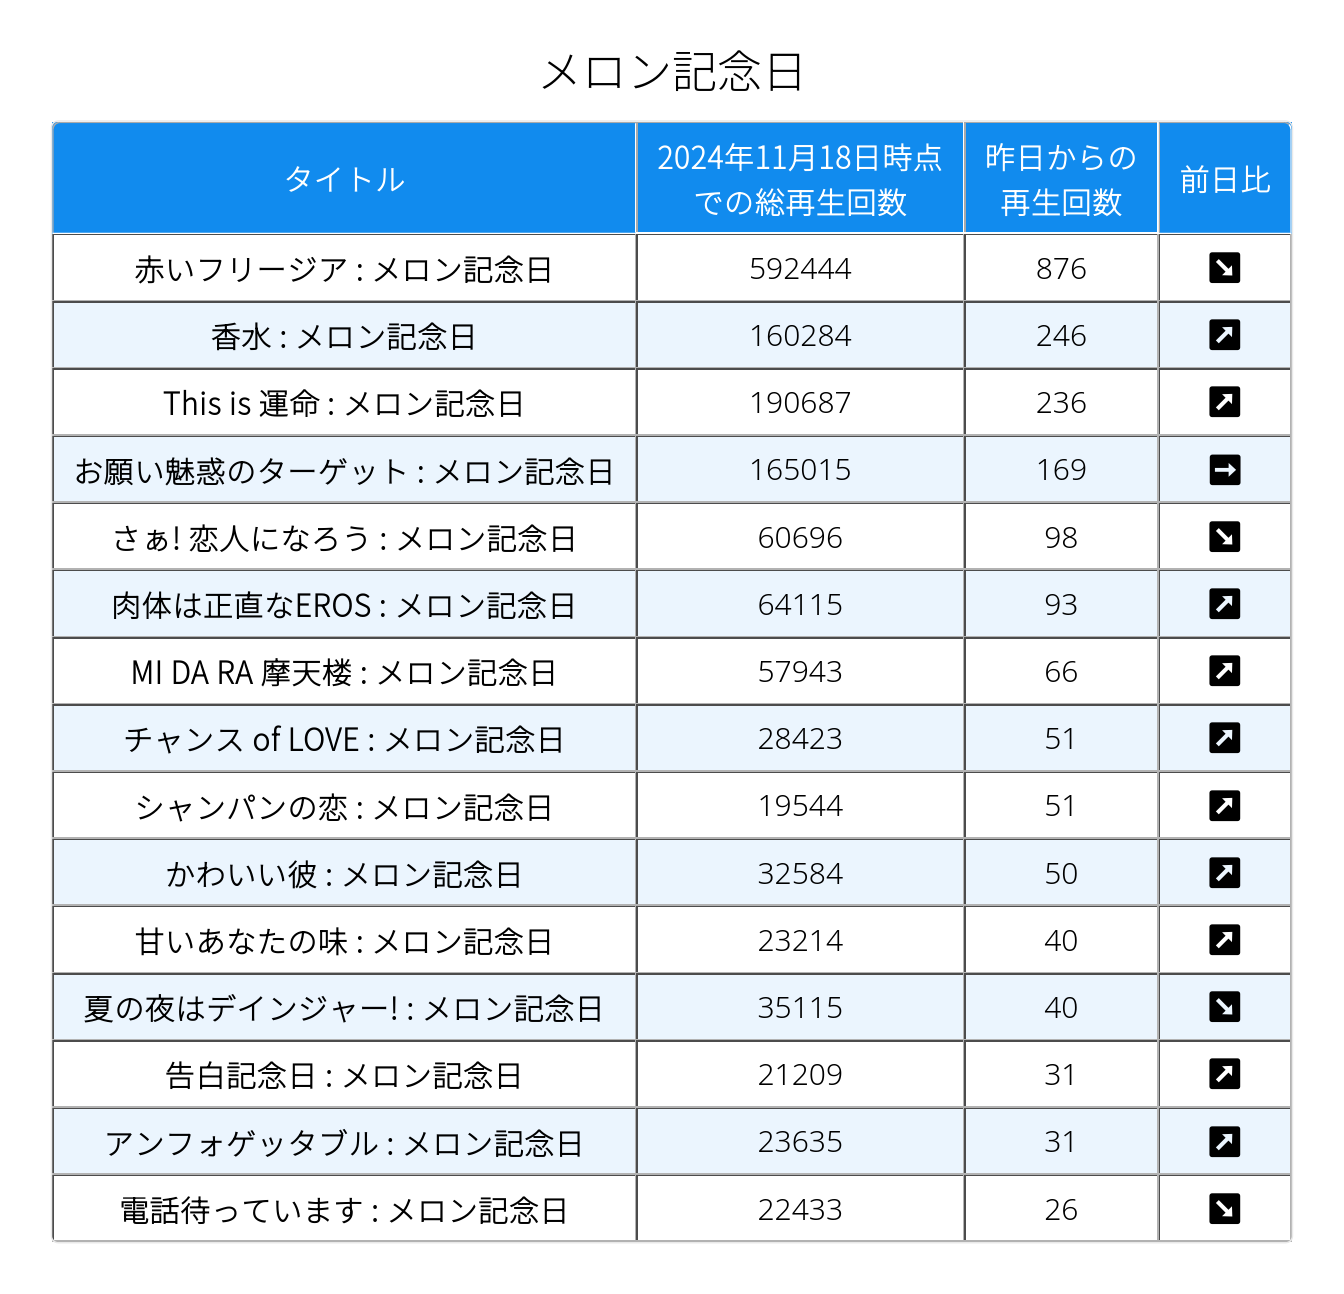 メロン記念日
タイトル
2024年11月18日時点
での総再生回数
昨日からの
再生回数
前日比
赤いフリージア : メロン記念日 592444 876
香水 : メロン記念日 160284 246
This is 運命 : メロン記念日 190687 236
お願い魅惑のターゲット : メロン記念日 165015 169
さぁ! 恋人になろう : メロン記念日 60696 98
肉体は正直なEROS : メロン記念日 64115 93
MI DA RA 摩天楼 : メロン記念日 57943 66
チャンス of LOVE : メロン記念日 28423 51
シャンパンの恋 : メロン記念日 19544 51
かわいい彼 : メロン記念日 32584 50
甘いあなたの味 : メロン記念日 23214 40
夏の夜はデインジャー! : メロン記念日 35115 40
告白記念日 : メロン記念日 21209 31
アンフォゲッタブル : メロン記念日 23635 31
電話待っています : メロン記念日 22433 26